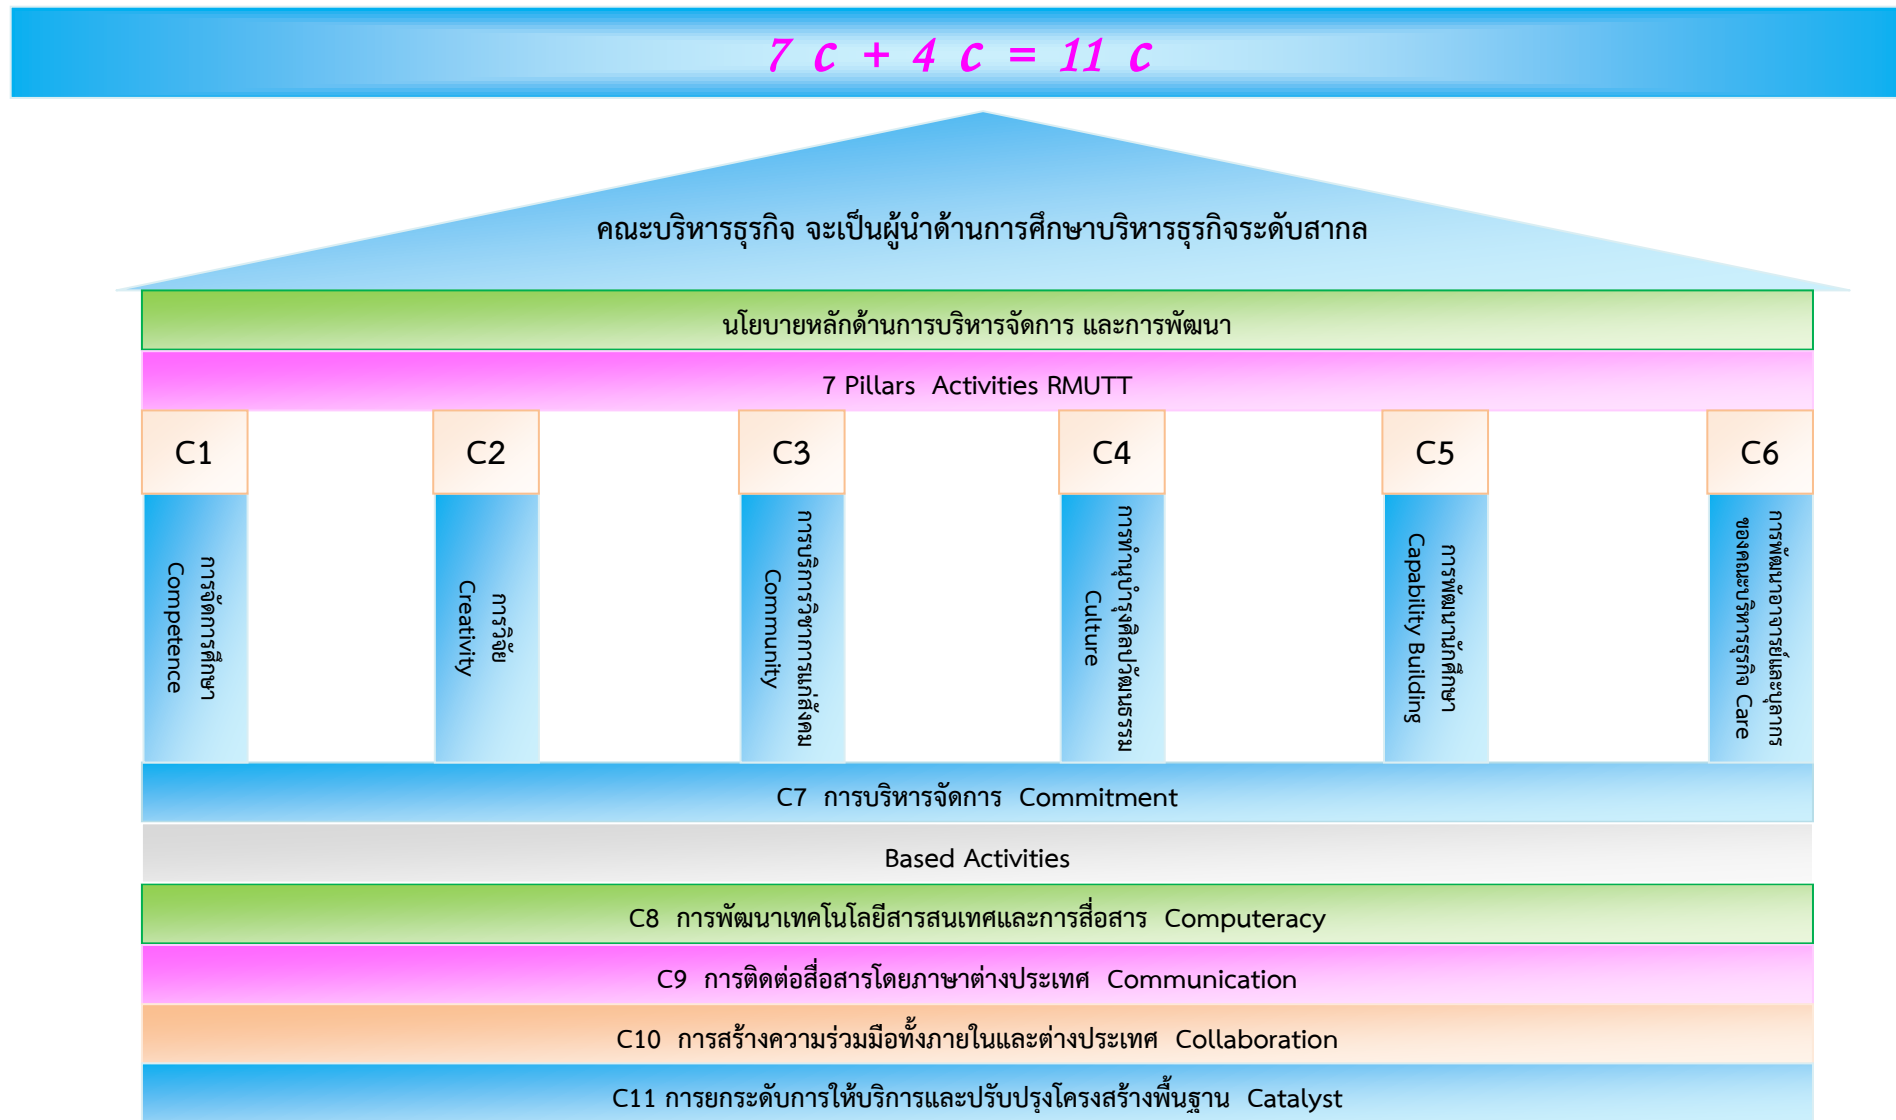 7 C + 4 C = 11 C
คณะบริหารธุรกิจ จะเป็นผู้นำด้านการศึกษาบริหารธุรกิจระดับสากล
นโยบายหลักด้านการบริหารจัดการ และการพัฒนา
7 Pillars Activities RMUTT
C1
C2
C3
C4
C5
C6
การจัดการศึกษา
Competence
การวิจัย
Creativity
การบริการวิชาการแก่สังคม
Community
การทำนุบำรุงศิลปวัฒนธรรม
Culture
การพัฒนานักศึกษา
Capability Building
การพัฒนาอาจารย์และบุลากร
ของคณะบริหารธุรกิจ Care
C7 การบริหารจัดการ Commitment
Based Activities
C8 การพัฒนาเทคโนโลยีสารสนเทศและการสื่อสาร Computeracy
C9 การติดต่อสื่อสารโดยภาษาต่างประเทศ Communication
C10 การสร้างความร่วมมือทั้งภายในและต่างประเทศ Collaboration
C11 การยกระดับการให้บริการและปรับปรุงโครงสร้างพื้นฐาน Catalyst